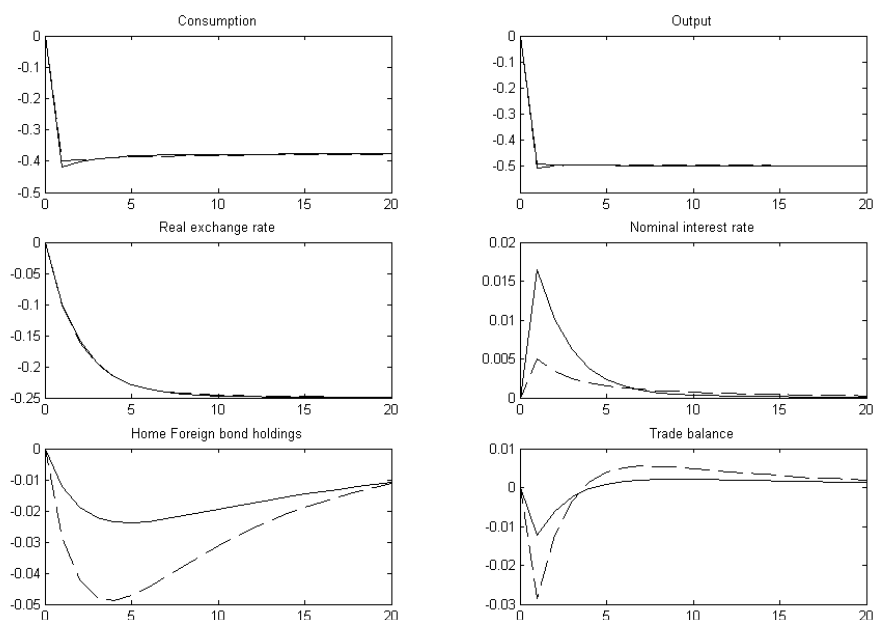 Consumption
0
-0.1
-0.2
-0.3
-0.4
-0.5
0 5 10 15 20
Output
0
-0.1
-0.2
-0.3
-0.4
-0.5
0 5 10 15 20
Real exchange rate
0
-0.05
-0.1
-0.15
-0.2
-0.25
0 5 10 15 20
Nominal interest rate
0.02
0.015
0.01
0.005
0
0 5 10 15 20
Home Foreign bond holdings
0
-0.01
-0.02
-0.03
-0.04
-0.05
0 5 10 15 20
Trade balance
0.01
0
-0.01
-0.02
-0.03
0 5 10 15 20